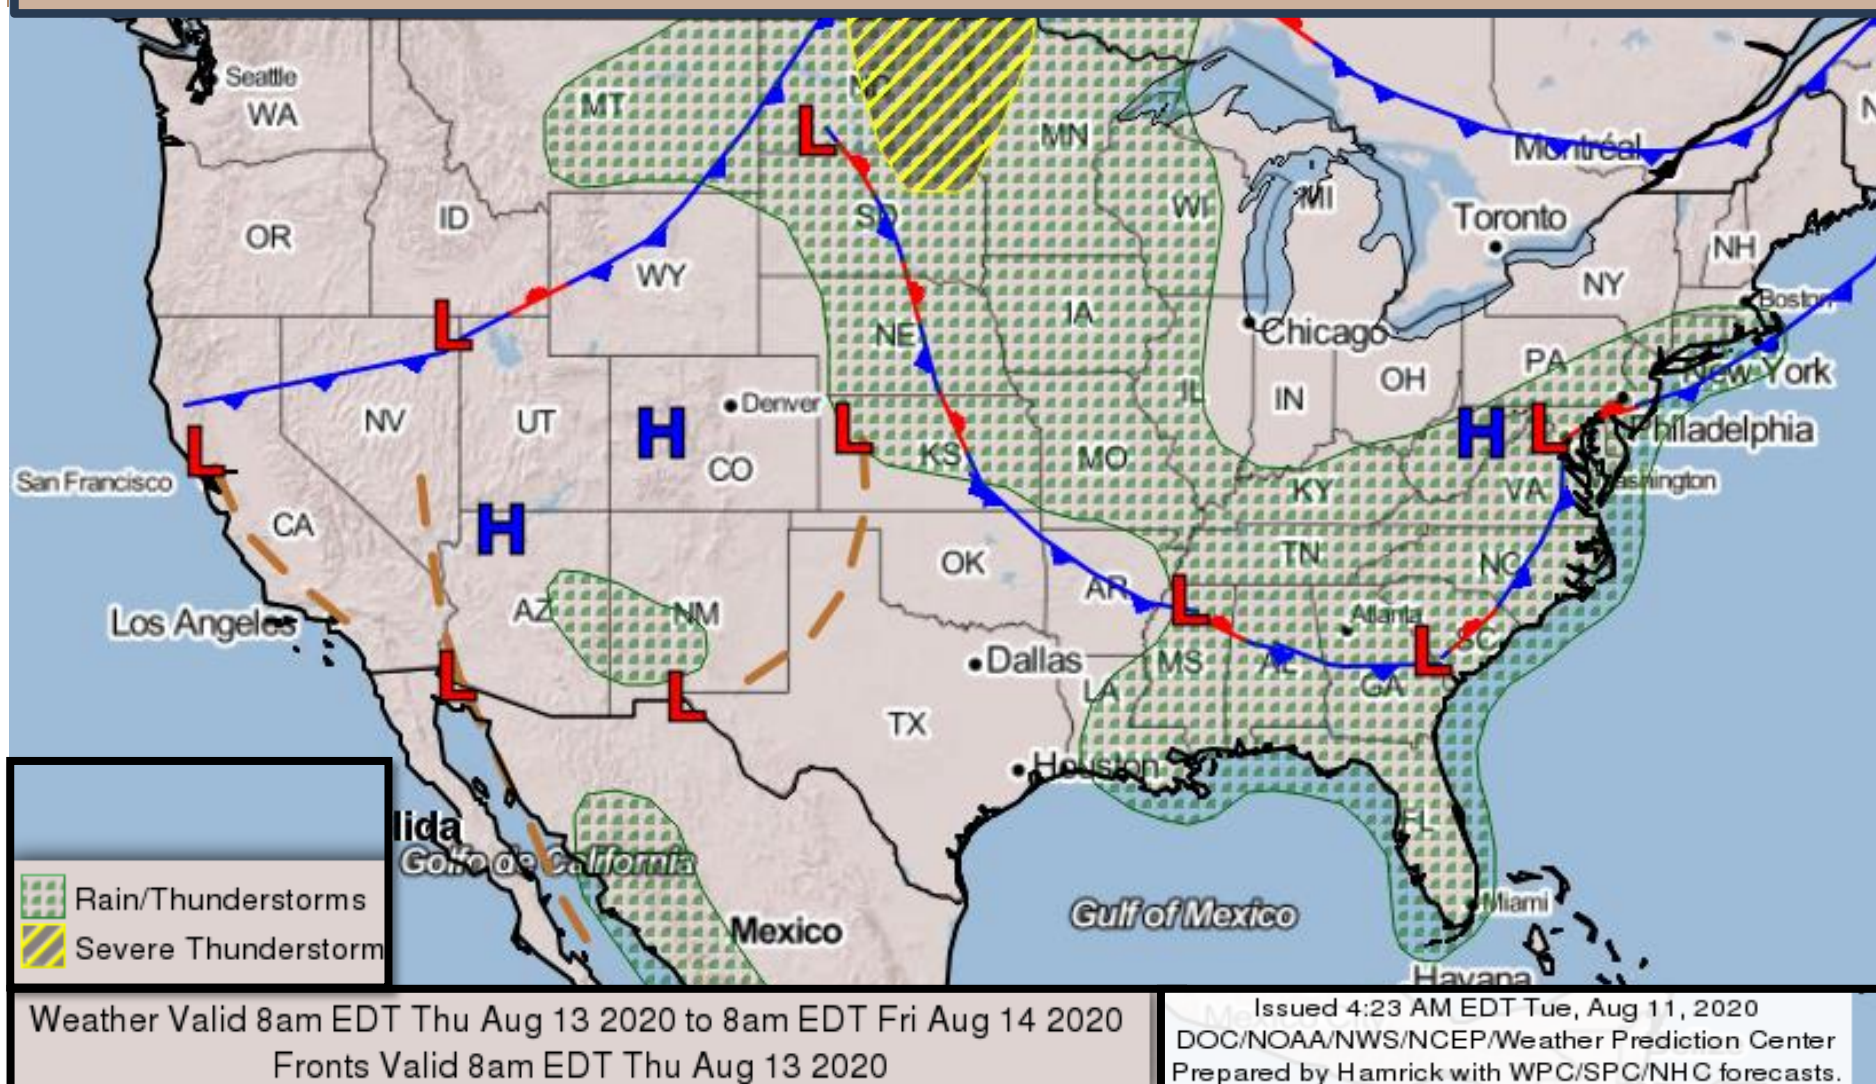 Seattle
WA
MT
ND
MN
Montréal
OR
ID
SD
WI
MI
Toronto
NH
WY
NY
Boston
NE
IA
Chicago
PA
New York
NV
UT
H
Denver
IL
IN
OH
H
Philadelphia
San Francisco
CO
KS
MO
KY
VA
Washington
CA
H
OK
TN
NC
Los Angeles
AZ
NM
AR
Atlanta
SC
Dallas
MS
AL
GA
LA
TX
Houston
L
L
L
L
L
L
L
L
L
FL
lida
Golfo de California
Mexico
Gulf of Mexico
Miami
Havana
Rain/Thunderstorms
Severe Thunderstorm
Weather Valid 8am EDT Thu Aug 13 2020 to 8am EDT Fri Aug 14 2020
Fronts Valid 8am EDT Thu Aug 13 2020
Issued 4:23 AM EDT Tue, Aug 11, 2020
DOC/NOAA/NWS/NCEP/Weather Prediction Center
Prepared by Hamrick with WPC/SPC/NHC forecasts.